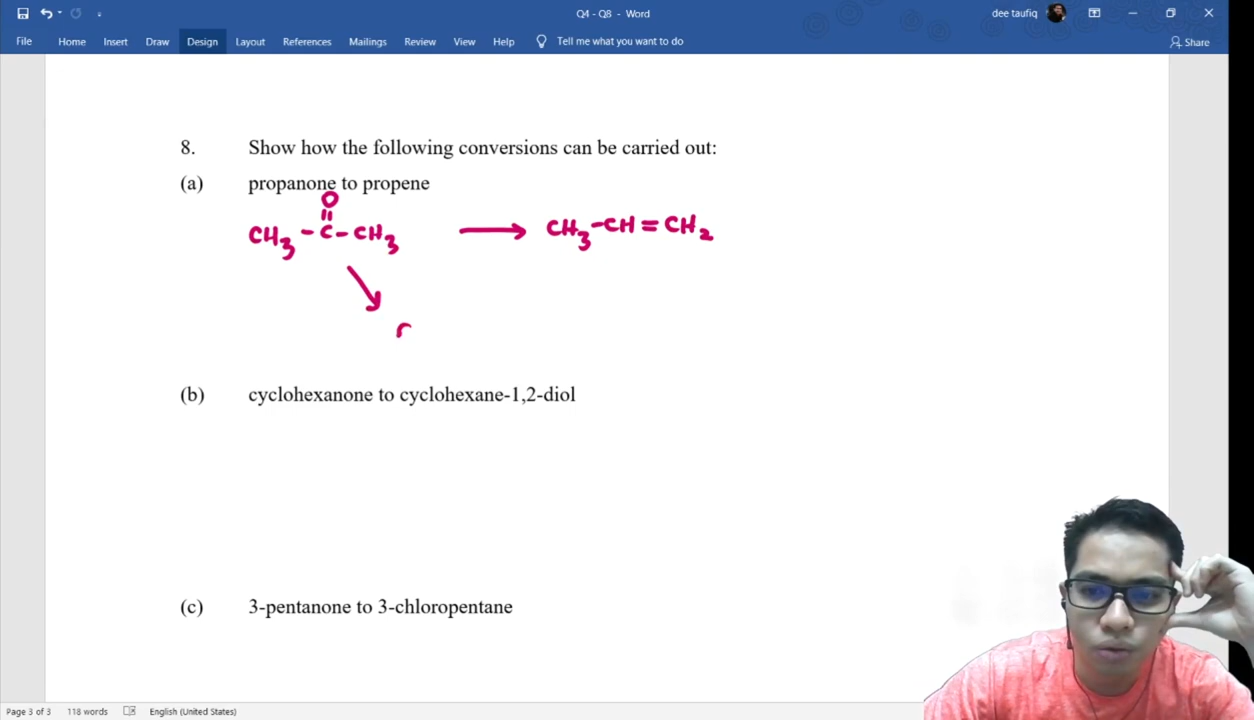 Q4 - Q8 - Word
dee taufiq
File Home Insert Draw Design Layout References Mailings Review View Help Tell me what you want to do Share
8. Show how the following conversions can be carried out:
(a) propanone to propene
O
CH3 - C - CH3 → CH3 - CH = CH2
(b) cyclohexanone to cyclohexane-1,2-diol
(c) 3-pentanone to 3-chloropentane
Page 3 of 3 118 words English (United States)